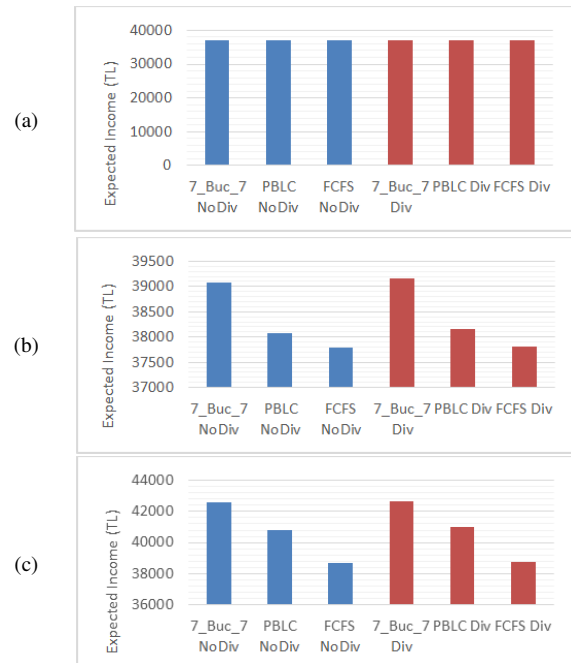 (a)
Expected Income (TL)
40000
30000
20000
10000
0
7_Buc_7 PBLC FCFS 7_Buc_7 PBLC Div FCFS Div
NoDiv NoDiv NoDiv Div
(b)
Expected Income (TL)
39500
39000
38500
38000
37500
37000
7_Buc_7 PBLC FCFS 7_Buc_7 PBLC Div FCFS Div
NoDiv NoDiv NoDiv Div
(c)
Expected Income (TL)
44000
42000
40000
38000
36000
7_Buc_7 PBLC FCFS 7_Buc_7 PBLC Div FCFS Div
NoDiv NoDiv NoDiv Div